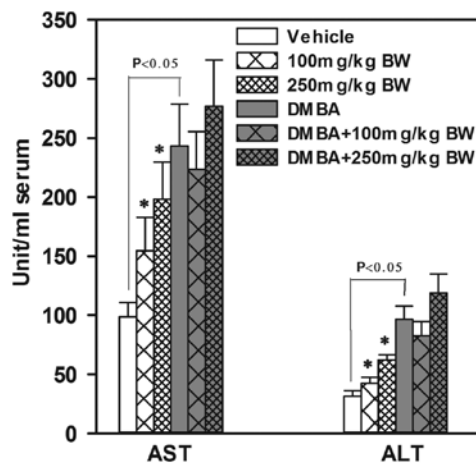 350
300
250
200
150
100
50
0
Unit/ml serum
Vehicle
100mg/kg BW
250mg/kg BW
DMBA
DMBA+100mg/kg BW
DMBA+250mg/kg BW
P<0.05
*
*
P<0.05
*
*
AST
ALT